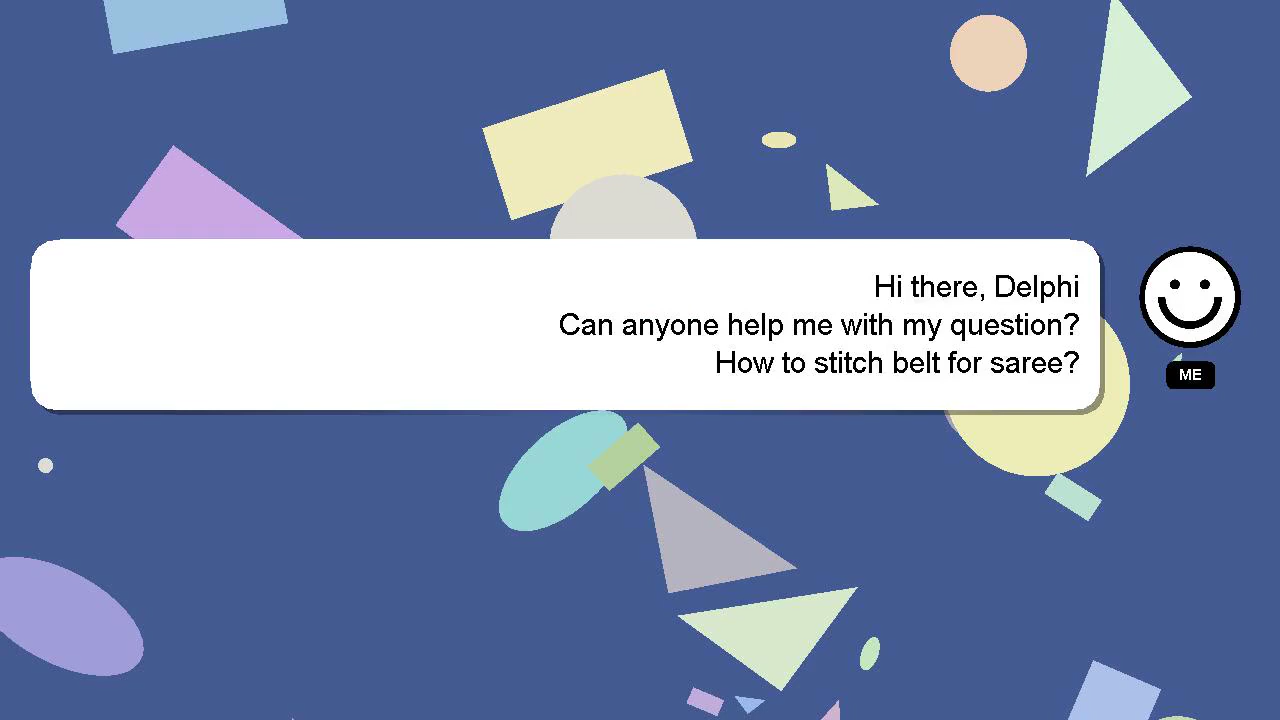 Hi there, Delphi
Can anyone help me with my question?
How to stitch belt for saree?
ME